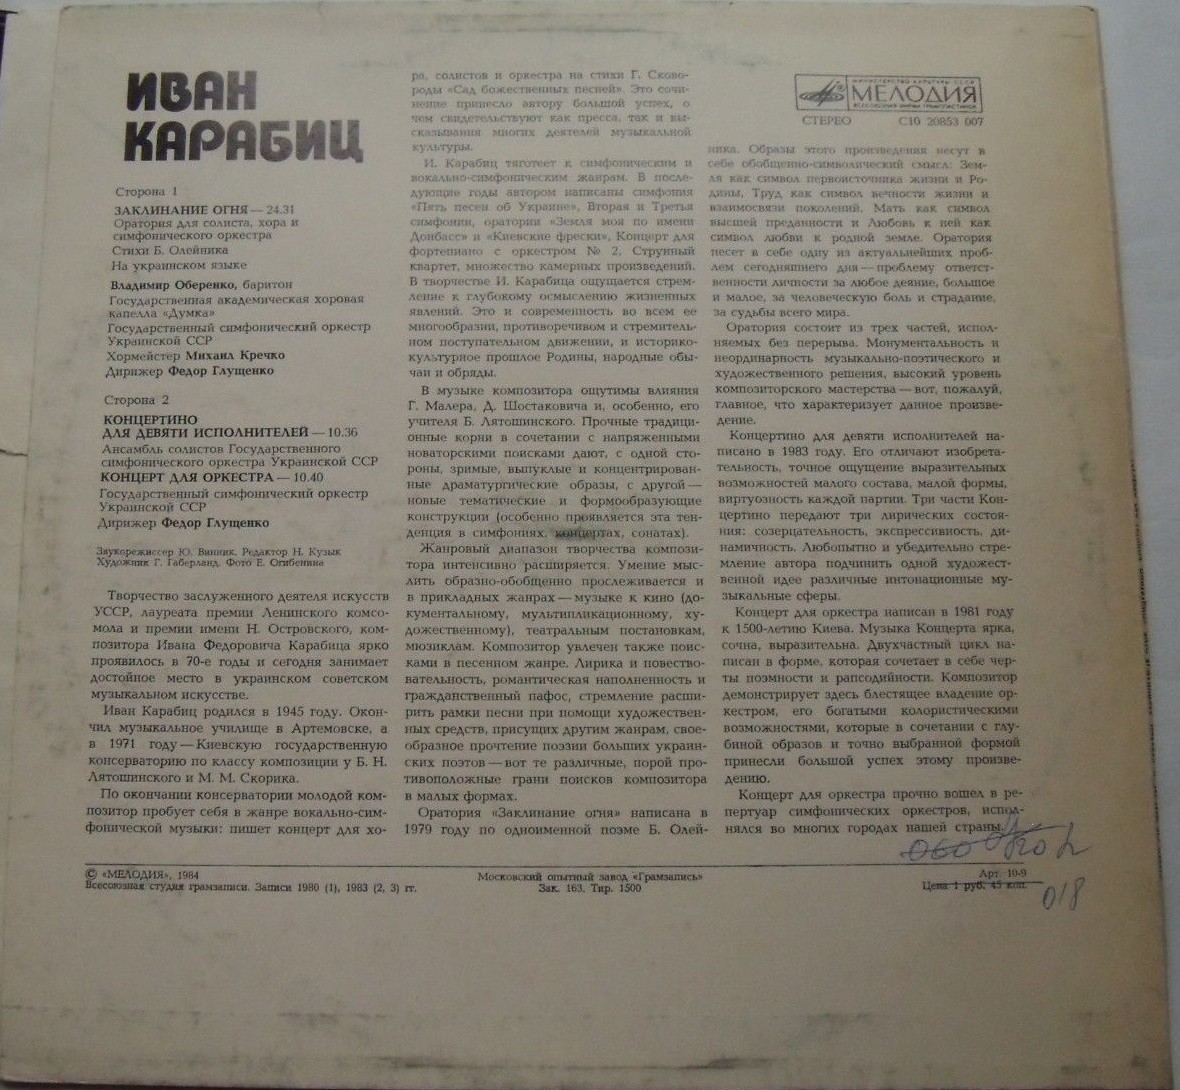 ИВАН
КАРАБИЦ
Сторона 1
ЗАКЛИНАНИЕ ОГНЯ — 24.31
Оратория для солиста, хора и
симфонического оркестра
Стихи Б. Олейника
На украинском языке
Владимир Оберенко, баритон
Государственная академическая хоровая
капелла «Думка»
Государственный симфонический оркестр
Украинской ССР
Хормейстер Михаил Кречко
Дирижер Федор Глущенко
Сторона 2
КОНЦЕРТИНО
ДЛЯ ДЕВЯТИ ИСПОЛНИТЕЛЕЙ — 10.36
Ансамбль солистов Государственного
симфонического оркестра Украинской ССР
КОНЦЕРТ ДЛЯ ОРКЕСТРА — 10.40
Государственный симфонический оркестр
Украинской ССР
Дирижер Федор Глущенко
Звукорежиссер Ю. Винник. Редактор Н. Кузык
Художник Г. Габерланд. Фото Е. Огибенина
Творчество заслуженного деятеля искусств
УССР, лауреата премии Ленинского комсо-
мола и премии имени Н. Островского, ком-
позитора Ивана Федоровича Карабица ярко
проявилось в 70-е годы и сегодня занимает
достойное место в украинском советском
музыкальном искусстве.
Иван Карабиц родился в 1945 году. Окон-
чил музыкальное училище в Артемовске, а
в 1971 году — Киевскую государственную
консерваторию по классу композиции у Б. Н.
Лятошинского и М. М. Скорика.
По окончании консерватории молодой ком-
позитор пробует себя в жанре вокально-сим-
фонической музыки: пишет концерт для хо-
ра, солистов и оркестра на стихи Г. Сково-
роды «Сад божественных песней». Это сочи-
нение принесло автору большой успех, о
чем свидетельствуют как пресса, так и вы-
сказывания многих деятелей музыкальной
культуры.
И. Карабиц тяготеет к симфоническим и
вокально-симфоническим жанрам. В после-
дующие годы автором написаны симфония
«Пять песен об Украине», Вторая и Третья
симфонии, оратории «Земля моя по имени
Донбасс» и «Киевские фрески», Концерт для
фортепиано с оркестром № 2, Струнный
квартет, множество камерных произведений.
В творчестве И. Карабица ощущается стрем-
ление к глубокому осмыслению жизненных
явлений. Это и современность во всем ее
многообразии, противоречивом и стремитель-
ном поступательном движении, и историко-
культурное прошлое Родины, народные обы-
чаи и обряды.
В музыке композитора ощутимы влияния
Г. Малера, Д. Шостаковича и, особенно, его
учителя Б. Лятошинского. Прочные традици-
онные корни в сочетании с напряженными
новаторскими поисками дают, с одной сто-
роны, зримые, выпуклые и концентрирован-
ные драматургические образы, с другой —
новые тематические и формообразующие
конструкции (особенно проявляется эта тен-
денция в симфониях, концертах, сонатах).
Жанровый диапазон творчества компози-
тора интенсивно расширяется. Умение мыс-
лить образно-обобщенно прослеживается и
в прикладных жанрах — музыке к кино (до-
кументальному, мультипликационному, ху-
дожественному), театральным постановкам,
мюзиклам. Композитор увлечен также поис-
ками в песенном жанре. Лирика и повество-
вательность, романтическая наполненность и
гражданственный пафос, стремление расши-
рить рамки песни при помощи художествен-
ных средств, присущих другим жанрам, свое-
образное прочтение поэзии больших украин-
ских поэтов — вот те различные, порой про-
тивоположные грани поисков композитора
в малых формах.
Оратория «Заклинание огня» написана в
1979 году по одноименной поэме Б. Олей-
МИНИСТЕРСТВО КУЛЬТУРЫ СССР
МЕЛОДИЯ
ВСЕСОЮЗНАЯ ФИРМА ГРАМПЛАСТИНОК
СТЕРЕО С10 20853 007
ника. Образы этого произведения несут в
себе обобщенно-символический смысл: Зем-
ля как символ первоисточника жизни и Ро-
дины, Труд как символ вечности жизни и
взаимосвязи поколений. Мать как символ
высшей преданности и Любовь к ней как
символ любви к родной земле. Оратория
несет в себе одну из актуальнейших проб-
лем сегодняшнего дня — проблему ответст-
венности личности за любое деяние, большое
и малое, за человеческую боль и страдание,
за судьбы всего мира.
Оратория состоит из трех частей, испол-
няемых без перерыва. Монументальность и
неординарность музыкально-поэтического и
художественного решения, высокий уровень
композиторского мастерства — вот, пожалуй,
главное, что характеризует данное произве-
дение.
Концертино для девяти исполнителей на-
писано в 1983 году. Его отличают изобрета-
тельность, точное ощущение выразительных
возможностей малого состава, малой формы,
виртуозность каждой партии. Три части Кон-
цертино передают три лирических состоя-
ния: созерцательность, экспрессивность, ди-
намичность. Любопытно и убедительно стре-
мление автора подчинить одной художест-
венной идее различные интонационные му-
зыкальные сферы.
Концерт для оркестра написан в 1981 году
к 1500-летию Киева. Музыка Концерта ярка,
сочна, выразительна. Двухчастный цикл на-
писан в форме, которая сочетает в себе чер-
ты поэмности и рапсодийности. Композитор
демонстрирует здесь блестящее владение ор-
кестром, его богатыми колористическими
возможностями, которые в сочетании с глу-
биной образов и точно выбранной формой
принесли большой успех этому произве-
дению.
Концерт для оркестра прочно вошел в ре-
пертуар симфонических оркестров, испол-
нялся во многих городах нашей страны.
© «МЕЛОДИЯ», 1984
Всесоюзная студия грамзаписи. Записи 1980 (1), 1983 (2, 3) гг.
Московский опытный завод «Грамзапись»
Зак. 163. Тир. 1500
Арт. 10-9
Цена 1 руб. 45 коп.
018